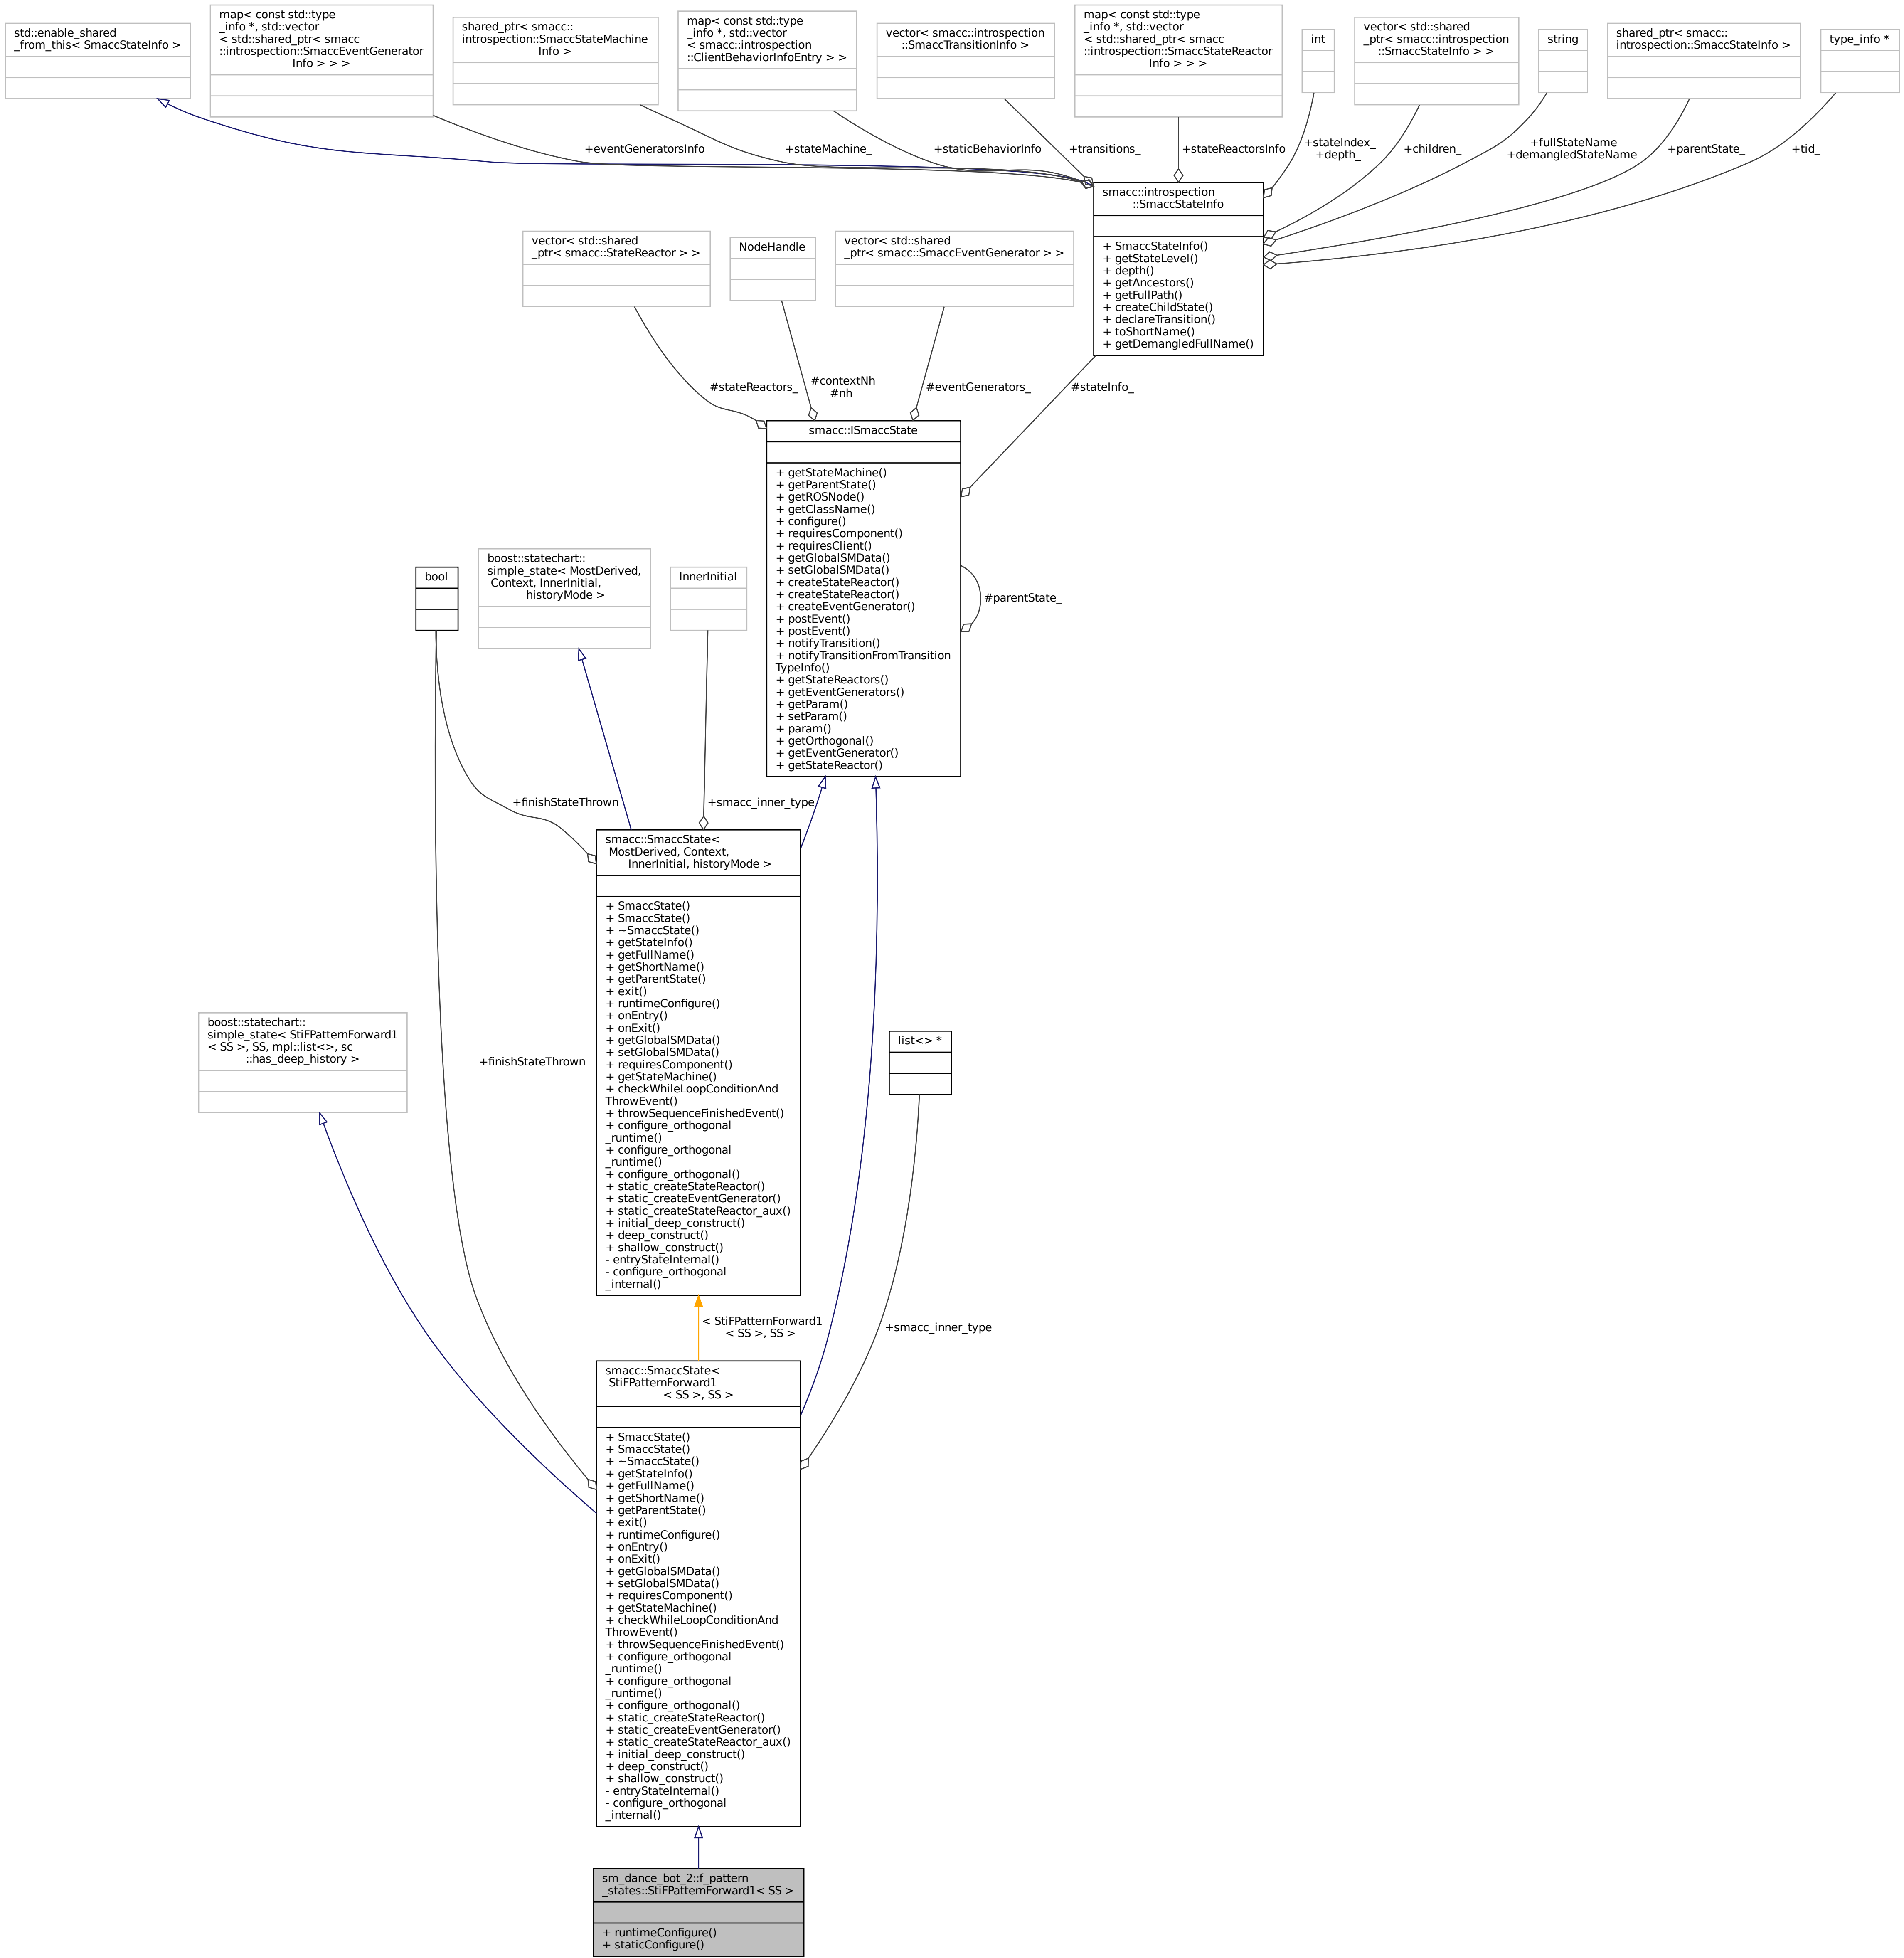 std::enable_shared
_from_this< SmaccStateInfo >
map< const std::type
_info *, std::vector
< std::shared_ptr< smacc
::introspection::SmaccEventGenerator
Info > > >
shared_ptr< smacc::
introspection::SmaccStateMachine
Info >
map< const std::type
_info *, std::vector
< smacc::introspection
::ClientBehaviorInfoEntry > >
vector< smacc::introspection
::SmaccTransitionInfo >
map< const std::type
_info *, std::vector
< std::shared_ptr< smacc
::introspection::SmaccStateReactor
Info > > >
int
vector< std::shared
_ptr< smacc::introspection
::SmaccStateInfo > >
string
shared_ptr< smacc::
introspection::SmaccStateInfo >
type_info *
+eventGeneratorsInfo
+stateMachine_
+staticBehaviorInfo
+transitions_
+stateReactorsInfo
+stateIndex_
+depth_
+children_
+fullStateName
+demangledStateName
+parentState_
+tid_
smacc::introspection
::SmaccStateInfo
+ SmaccStateInfo()
+ getStateLevel()
+ depth()
+ getAncestors()
+ getFullPath()
+ createChildState()
+ declareTransition()
+ toShortName()
+ getDemangledFullName()
vector< std::shared
_ptr< smacc::StateReactor > >
NodeHandle
vector< std::shared
_ptr< smacc::SmaccEventGenerator > >
#stateReactors_
#contextNh
#nh
#eventGenerators_
#stateInfo_
smacc::ISmaccState
+ getStateMachine()
+ getParentState()
+ getROSNode()
+ getClassName()
+ configure()
+ requiresComponent()
+ requiresClient()
+ getGlobalSMData()
+ setGlobalSMData()
+ createStateReactor()
+ createStateReactor()
+ createEventGenerator()
+ postEvent()
+ postEvent()
+ notifyTransition()
+ notifyTransitionFromTransition
TypeInfo()
+ getStateReactors()
+ getEventGenerators()
+ getParam()
+ setParam()
+ param()
+ getOrthogonal()
+ getEventGenerator()
+ getStateReactor()
#parentState_
bool
boost::statechart::
simple_state< MostDerived,
Context, InnerInitial,
historyMode >
InnerInitial
+finishStateThrown
+smacc_inner_type
smacc::SmaccState<
MostDerived, Context,
InnerInitial, historyMode >
+ SmaccState()
+ SmaccState()
+ ~SmaccState()
+ getStateInfo()
+ getFullName()
+ getShortName()
+ getParentState()
+ exit()
+ runtimeConfigure()
+ onEntry()
+ onExit()
+ getGlobalSMData()
+ setGlobalSMData()
+ requiresComponent()
+ getStateMachine()
+ checkWhileLoopConditionAnd
ThrowEvent()
+ throwSequenceFinishedEvent()
+ configure_orthogonal
_runtime()
+ configure_orthogonal
_runtime()
+ configure_orthogonal()
+ static_createStateReactor()
+ static_createEventGenerator()
+ static_createStateReactor_aux()
+ initial_deep_construct()
+ deep_construct()
+ shallow_construct()
- entryStateInternal()
- configure_orthogonal
_internal()
boost::statechart::
simple_state< StiFPatternForward1
< SS >, SS, mpl::list<>, sc
::has_deep_history >
+finishStateThrown
list<> *
< StiFPatternForward1
< SS >, SS >
+smacc_inner_type
smacc::SmaccState<
StiFPatternForward1
< SS >, SS >
+ SmaccState()
+ SmaccState()
+ ~SmaccState()
+ getStateInfo()
+ getFullName()
+ getShortName()
+ getParentState()
+ exit()
+ runtimeConfigure()
+ onEntry()
+ onExit()
+ getGlobalSMData()
+ setGlobalSMData()
+ requiresComponent()
+ getStateMachine()
+ checkWhileLoopConditionAnd
ThrowEvent()
+ throwSequenceFinishedEvent()
+ configure_orthogonal
_runtime()
+ configure_orthogonal
_runtime()
+ configure_orthogonal()
+ static_createStateReactor()
+ static_createEventGenerator()
+ static_createStateReactor_aux()
+ initial_deep_construct()
+ deep_construct()
+ shallow_construct()
- entryStateInternal()
- configure_orthogonal
_internal()
sm_dance_bot_2::f_pattern
_states::StiFPatternForward1< SS >
+ runtimeConfigure()
+ staticConfigure()